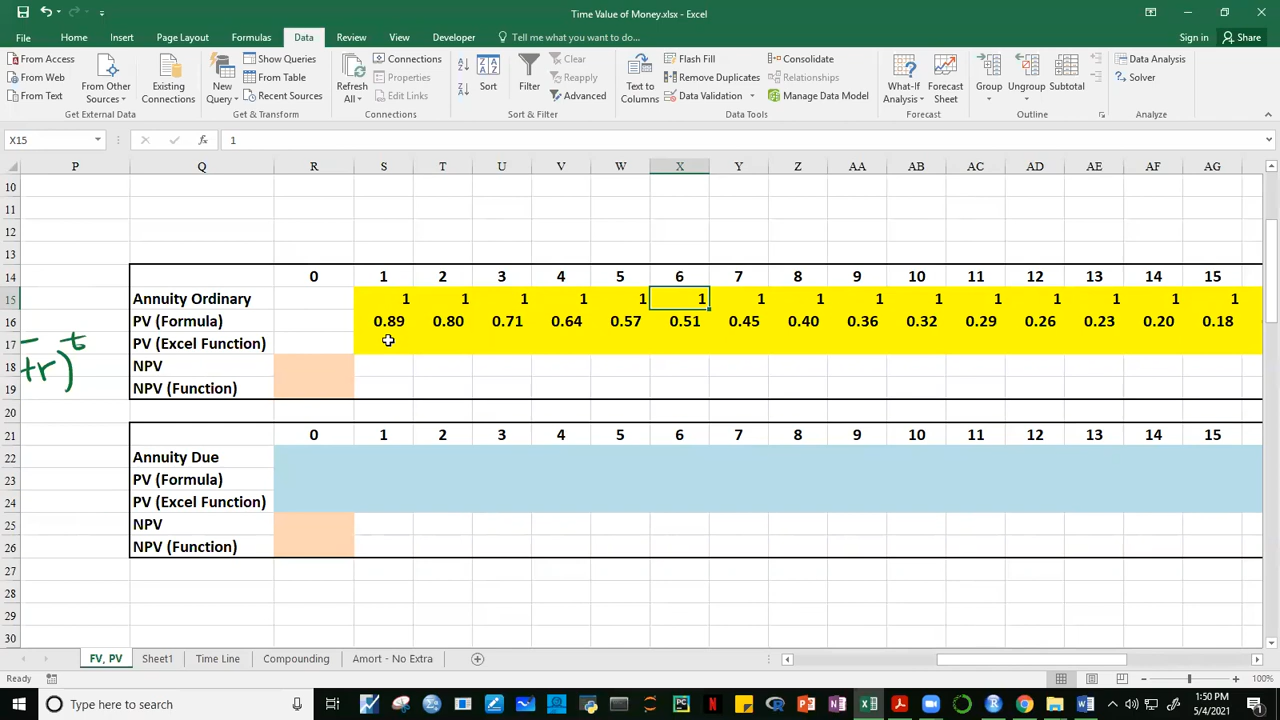 Time Value of Money.xlsx - Excel
File Home Insert Page Layout Formulas Data Review View Developer Tell me what you want to do... Sign in Share
From Access
From Web
From Text
From Other Sources
Existing Connections
Get External Data
New Query
Show Queries
From Table
Recent Sources
Get & Transform
Refresh All
Connections
Properties
Edit Links
Connections
Sort
Filter
Clear
Reapply
Advanced
Sort & Filter
Text to Columns
Flash Fill
Remove Duplicates
Data Validation
Consolidate
Relationships
Manage Data Model
Data Tools
What-If Analysis
Forecast Sheet
Forecast
Group
Ungroup
Subtotal
Outline
Data Analysis
Solver
Analyze
X15 fx 1
P Q R S T U V W X Y Z AA AB AC AD AE AF AG
10
11
12
13
14 0 1 2 3 4 5 6 7 8 9 10 11 12 13 14 15
15 Annuity Ordinary 1 1 1 1 1 1 1 1 1 1 1 1 1 1 1
16 PV (Formula) 0.89 0.80 0.71 0.64 0.57 0.51 0.45 0.40 0.36 0.32 0.29 0.26 0.23 0.20 0.18
17 PV (Excel Function)
+r)t
18 NPV
19 NPV (Function)
20
21 0 1 2 3 4 5 6 7 8 9 10 11 12 13 14 15
22 Annuity Due
23 PV (Formula)
24 PV (Excel Function)
25 NPV
26 NPV (Function)
27
28
29
30
FV, PV Sheet1 Time Line Compounding Amort - No Extra
Ready 100%
Type here to search
1:50 PM
5/4/2021